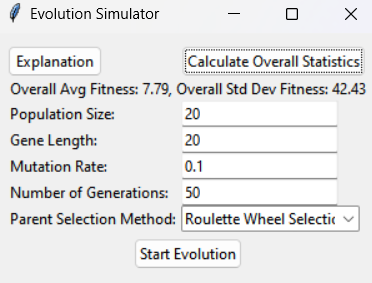 Evolution Simulator
Explanation Calculate Overall Statistics
Overall Avg Fitness: 7.79, Overall Std Dev Fitness: 42.43
Population Size: 20
Gene Length: 20
Mutation Rate: 0.1
Number of Generations: 50
Parent Selection Method: Roulette Wheel Selectic
Start Evolution